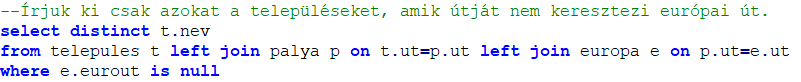 --Írjuk ki csak azokat a településeket, amik útját nem keresztezi európai út.
select distinct t.nev
from telepules t left join palya p on t.ut=p.ut left join europa e on p.ut=e.ut
where e.eurout is null